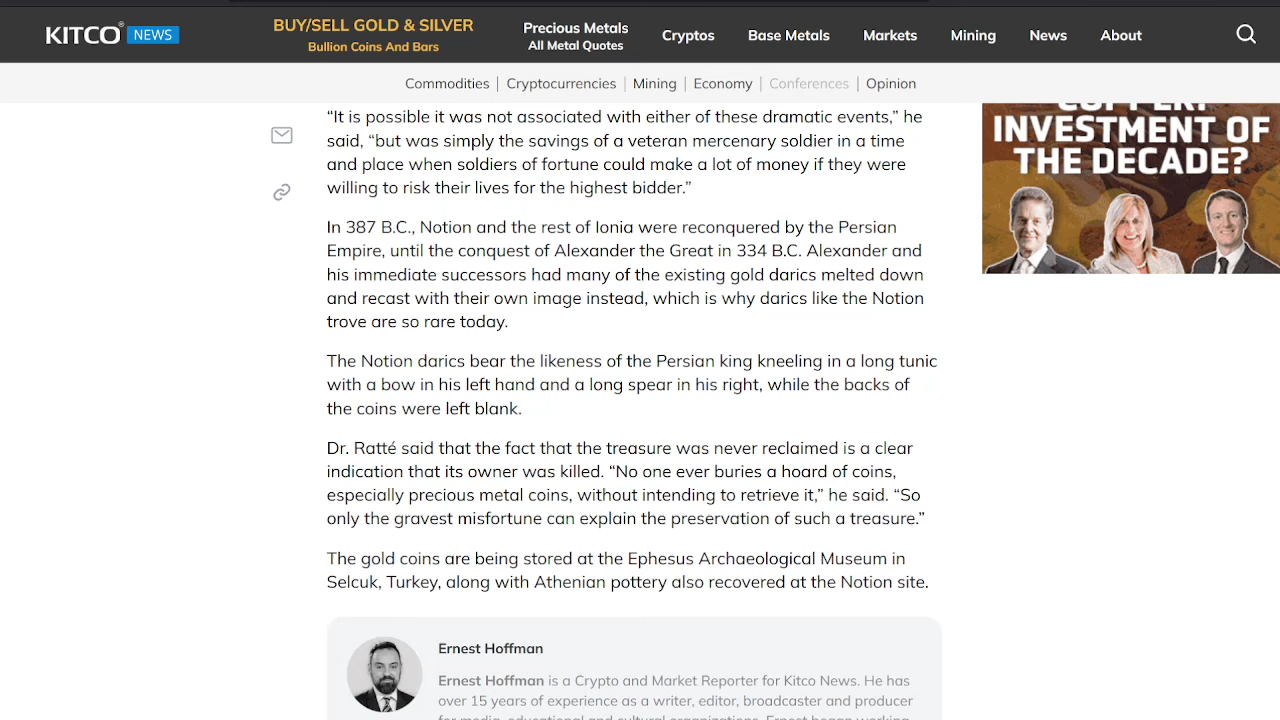 KITCO® NEWS
BUY/SELL GOLD & SILVER
Bullion Coins And Bars
Precious Metals
All Metal Quotes
Cryptos
Base Metals
Markets
Mining
News
About
Commodities | Cryptocurrencies | Mining | Economy | Conferences | Opinion
“It is possible it was not associated with either of these dramatic events,” he
said, “but was simply the savings of a veteran mercenary soldier in a time
and place when soldiers of fortune could make a lot of money if they were
willing to risk their lives for the highest bidder.”
In 387 B.C., Notion and the rest of Ionia were reconquered by the Persian
Empire, until the conquest of Alexander the Great in 334 B.C. Alexander and
his immediate successors had many of the existing gold darics melted down
and recast with their own image instead, which is why darics like the Notion
trove are so rare today.
The Notion darics bear the likeness of the Persian king kneeling in a long tunic
with a bow in his left hand and a long spear in his right, while the backs of
the coins were left blank.
Dr. Ratté said that the fact that the treasure was never reclaimed is a clear
indication that its owner was killed. “No one ever buries a hoard of coins,
especially precious metal coins, without intending to retrieve it,” he said. “So
only the gravest misfortune can explain the preservation of such a treasure.”
The gold coins are being stored at the Ephesus Archaeological Museum in
Selcuk, Turkey, along with Athenian pottery also recovered at the Notion site.
Ernest Hoffman
Ernest Hoffman is a Crypto and Market Reporter for Kitco News. He has
over 15 years of experience as a writer, editor, broadcaster and producer
for media, educational and cultural organizations. Ernest began working
COPPER:
INVESTMENT OF
THE DECADE?